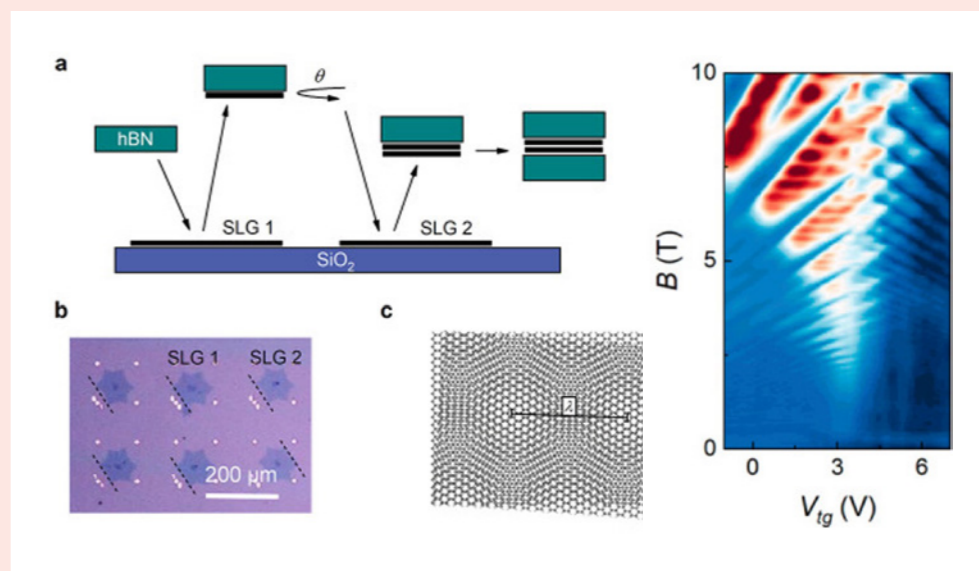 a
θ
hBN
SLG 1
SLG 2
SiO2
b
SLG 1
SLG 2
200 μm
c
λ
10
5
0
B (T)
0
3
6
Vtg (V)